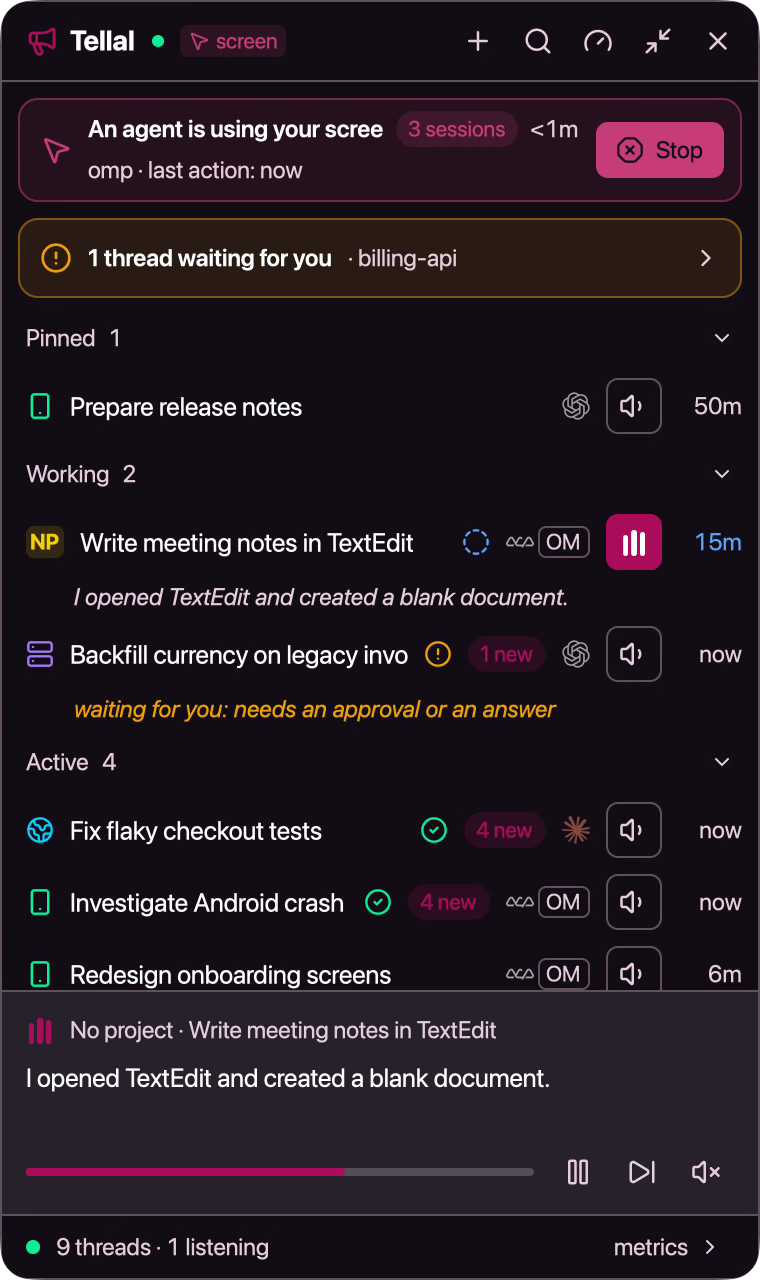 Tellal screen
An agent is using your scree 3 sessions <1m
omp · last action: now
Stop
1 thread waiting for you · billing-api
Pinned 1
Prepare release notes 50m
Working 2
NP Write meeting notes in TextEdit OM 15m
I opened TextEdit and created a blank document.
Backfill currency on legacy invo 1 new now
waiting for you: needs an approval or an answer
Active 4
Fix flaky checkout tests 4 new now
Investigate Android crash 4 new OM now
Redesign onboarding screens OM 6m
No project · Write meeting notes in TextEdit
I opened TextEdit and created a blank document.
9 threads · 1 listening metrics